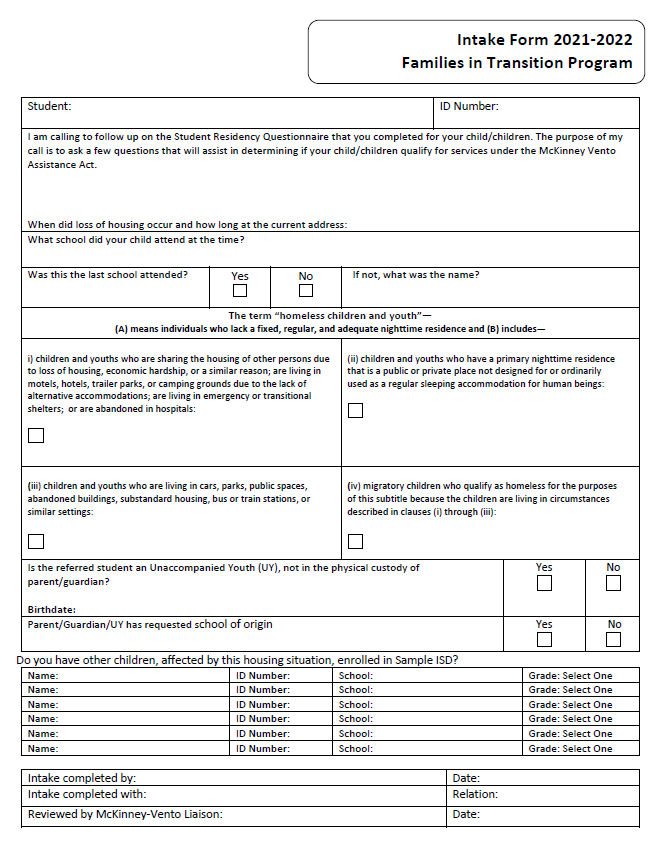 Intake Form 2021-2022
Families in Transition Program
Student: ID Number:
I am calling to follow up on the Student Residency Questionnaire that you completed for your child/children. The purpose of my
call is to ask a few questions that will assist in determining if your child/children qualify for services under the McKinney Vento
Assistance Act.
When did loss of housing occur and how long at the current address:
What school did your child attend at the time?
Was this the last school attended? Yes No If not, what was the name?
The term “homeless children and youth”—
(A) means individuals who lack a fixed, regular, and adequate nighttime residence and (B) includes—
i) children and youths who are sharing the housing of other persons due
to loss of housing, economic hardship, or a similar reason; are living in
motels, hotels, trailer parks, or camping grounds due to the lack of
alternative accommodations; are living in emergency or transitional
shelters; or are abandoned in hospitals:
(ii) children and youths who have a primary nighttime residence
that is a public or private place not designed for or ordinarily
used as a regular sleeping accommodation for human beings:
(iii) children and youths who are living in cars, parks, public spaces,
abandoned buildings, substandard housing, bus or train stations, or
similar settings:
(iv) migratory children who qualify as homeless for the purposes
of this subtitle because the children are living in circumstances
described in clauses (i) through (iii):
Is the referred student an Unaccompanied Youth (UY), not in the physical custody of
parent/guardian?
Yes No
Birthdate:
Parent/Guardian/UY has requested school of origin Yes No
Do you have other children, affected by this housing situation, enrolled in Sample ISD?
Name: ID Number: School: Grade: Select One
Name: ID Number: School: Grade: Select One
Name: ID Number: School: Grade: Select One
Name: ID Number: School: Grade: Select One
Name: ID Number: School: Grade: Select One
Name: ID Number: School: Grade: Select One
Intake completed by: Date:
Intake completed with: Relation:
Reviewed by McKinney-Vento Liaison: Date: